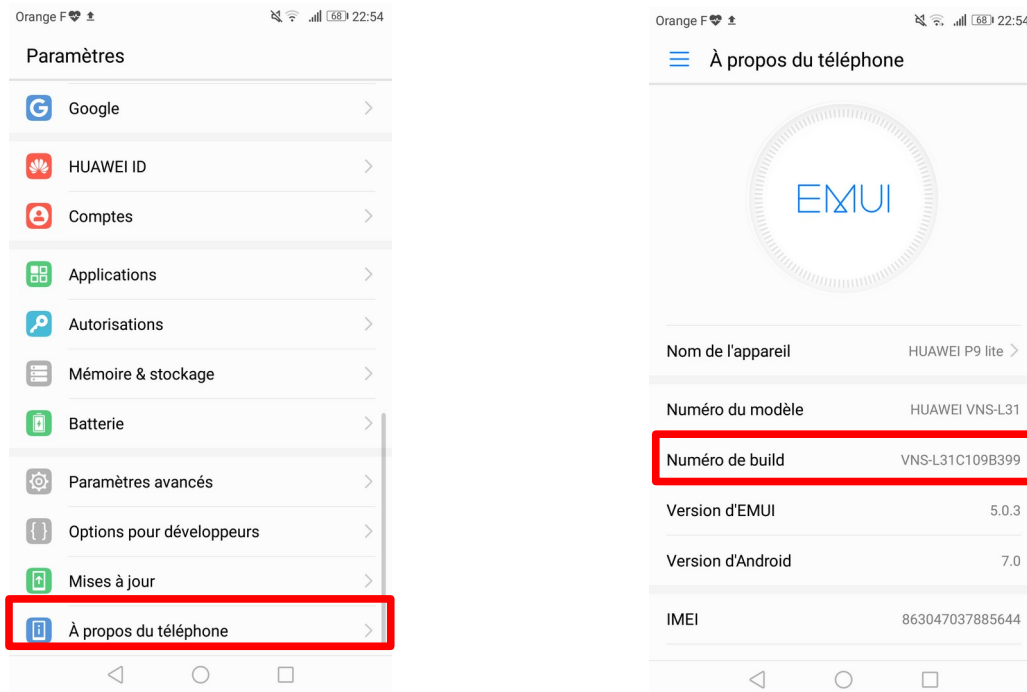 Orange F 68 22:54
Paramètres
Google
HUAWEI ID
Comptes
Applications
Autorisations
Mémoire & stockage
Batterie
Paramètres avancés
Options pour développeurs
Mises à jour
À propos du téléphone
Orange F 68 22:54
À propos du téléphone
EMUI
Nom de l'appareil HUAWEI P9 lite
Numéro du modèle HUAWEI VNS-L31
Numéro de build VNS-L31C109B399
Version d'EMUI 5.0.3
Version d'Android 7.0
IMEI 863047037885644